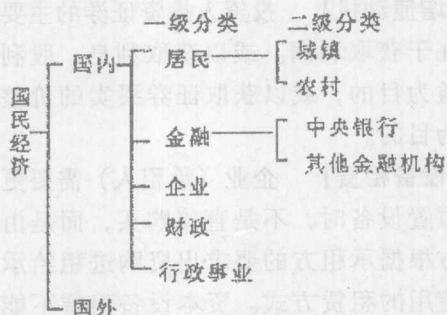 一级分类 二级分类
国内 居民 城镇
农村
国民经济
金融 中央银行
其他金融机构
企业
财政
行政事业
国外